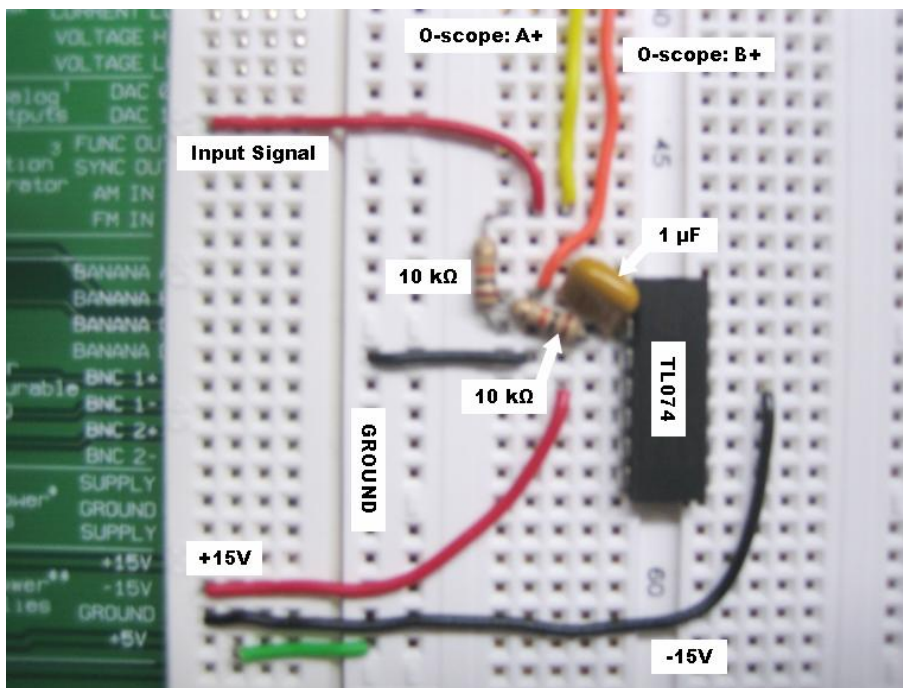 CURRENT
VOLTAGE H
VOLTAGE L
DAC 0
DAC 1
FUNC OUT
SYNC OUT
AM IN
FM IN
BANANA
BANANA
BANANA
BANANA
BNC 1+
BNC 1-
BNC 2+
BNC 2-
SUPPLY
GROUND
SUPPLY
+15V
-15V
GROUND
+5V
O-scope: A+
O-scope: B+
Input Signal
45
1 µF
10 kΩ
10 kΩ
TL074
GROUND
+15V
60
-15V